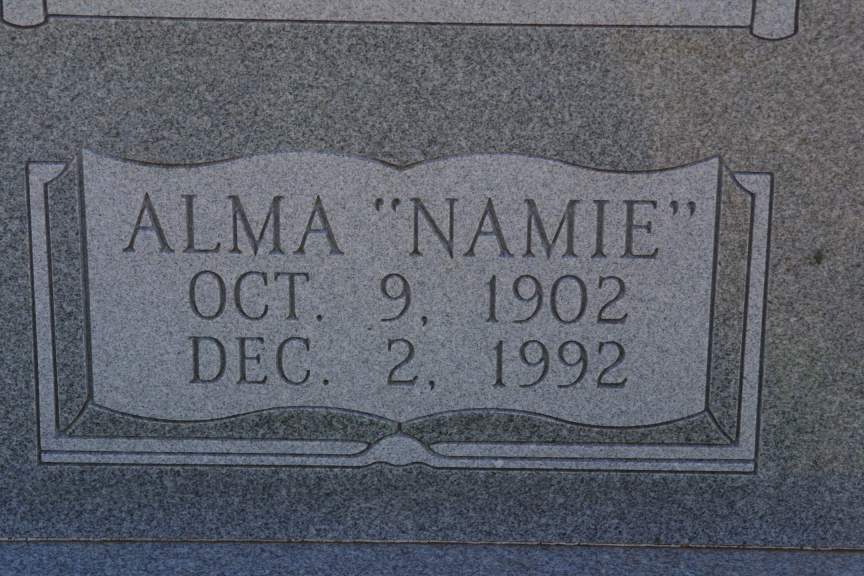 ALMA "NAMIE"
OCT. 9, 1902
DEC. 2, 1992